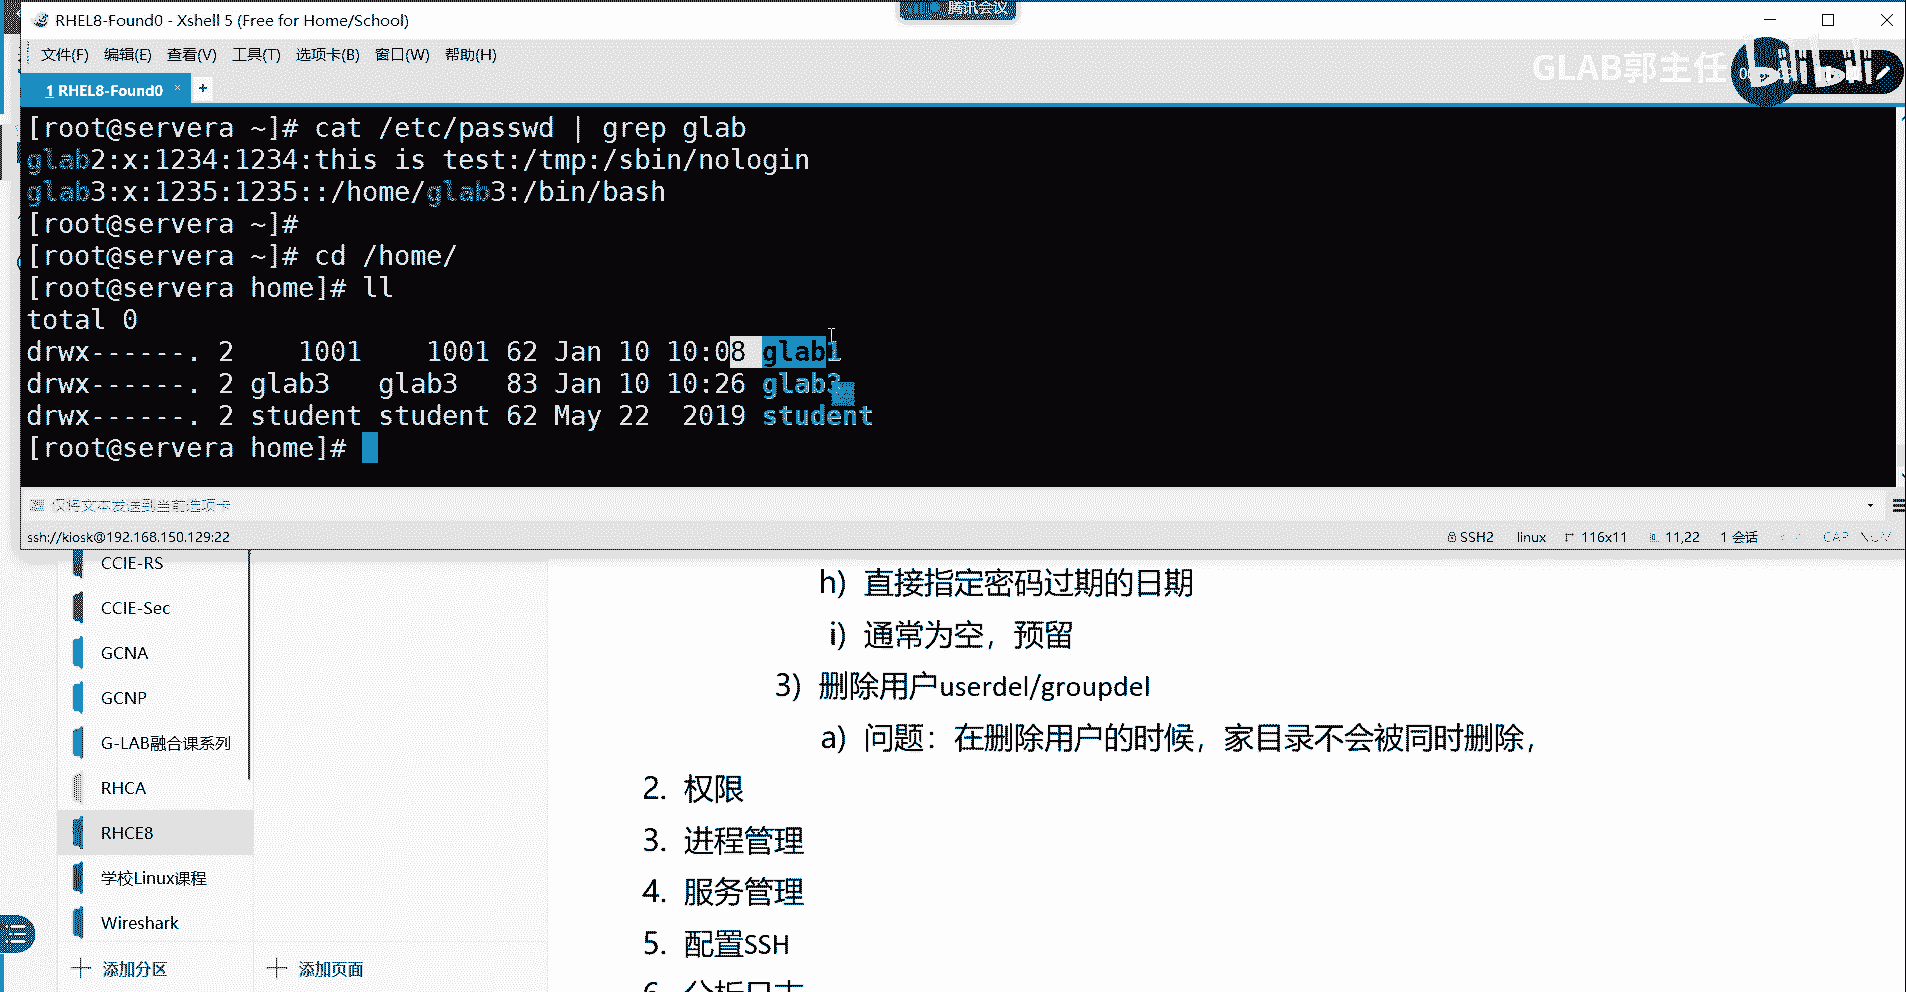 腾讯会议
RHEL8-Found0 - Xshell 5 (Free for Home/School)
文件(F) 编辑(E) 查看(V) 工具(T) 选项卡(B) 窗口(W) 帮助(H)
GLAB郭主任
bilibili
1 RHEL8-Found0 × +
[root@servera ~]# cat /etc/passwd | grep glab
glab2:x:1234:1234:this is test:/tmp:/sbin/nologin
glab3:x:1235:1235::/home/glab3:/bin/bash
[root@servera ~]#
[root@servera ~]# cd /home/
[root@servera home]# ll
total 0
drwx------. 2 1001 1001 62 Jan 10 10:08 glab1
drwx------. 2 glab3 glab3 83 Jan 10 10:26 glab3
drwx------. 2 student student 62 May 22 2019 student
[root@servera home]#
仅将文本发送到当前选项卡
ssh://kiosk@192.168.150.129:22 SSH2 linux 116x11 11,22 1 会话 CAP NUM
CCIE-RS
CCIE-Sec
GCNA
GCNP
G-LAB融合课系列
RHCA
RHCE8
学校Linux课程
Wireshark
添加分区
添加页面
h) 直接指定密码过期的日期
i) 通常为空，预留
3) 删除用户userdel/groupdel
a) 问题：在删除用户的时候，家目录不会被同时删除，
2. 权限
3. 进程管理
4. 服务管理
5. 配置SSH
6. 分析日志